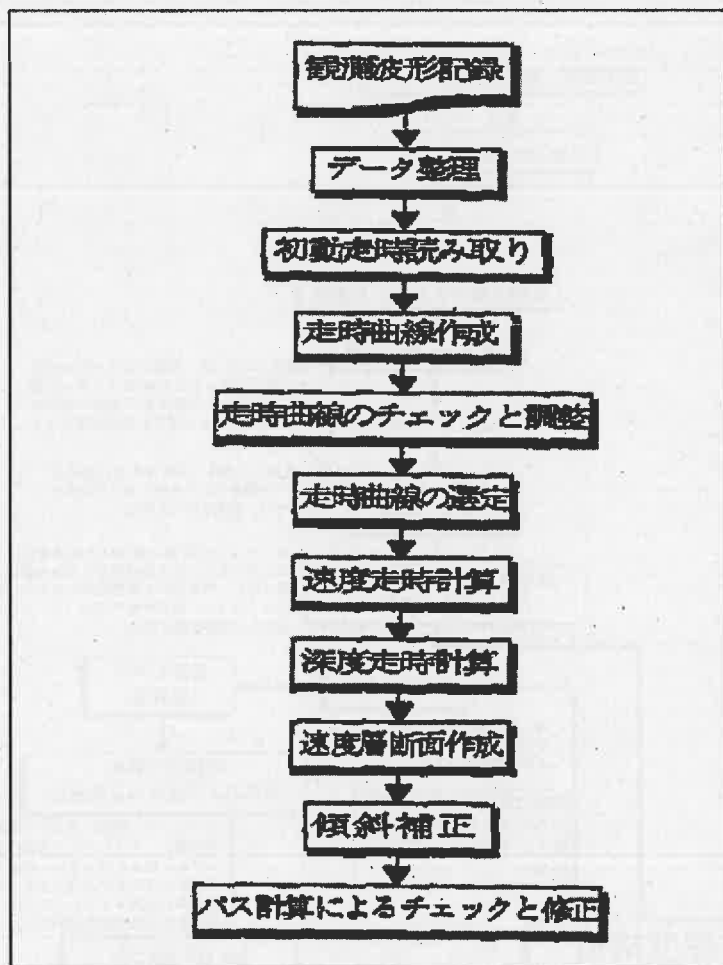 観測波形記録
データ整理
初動走時読み取り
走時曲線作成
走時曲線のチェックと調整
走時曲線の選定
速度走時計算
深度走時計算
速度層断面作成
傾斜補正
パス計算によるチェックと修正